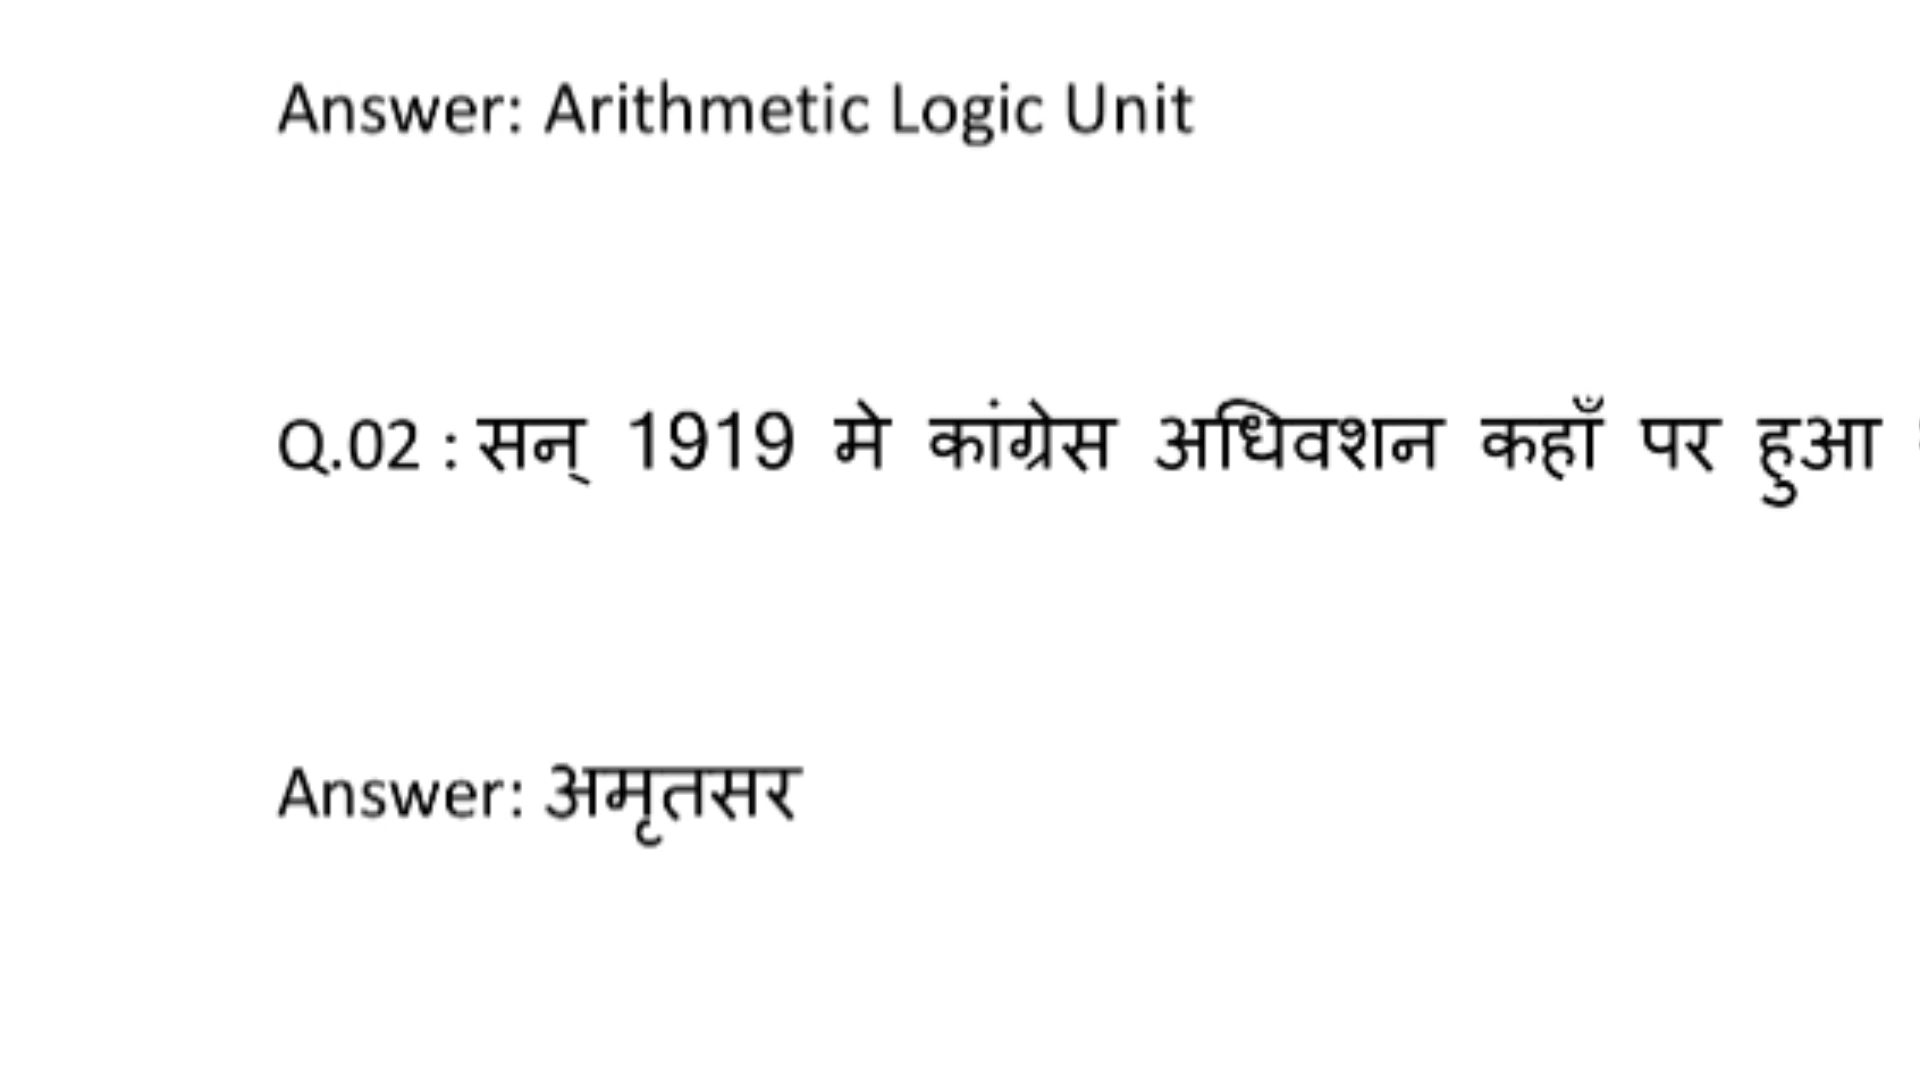 Answer: Arithmetic Logic Unit
Q.02 : सन् 1919 मे कांग्रेस अधिवशन कहाँ पर हुआ
Answer: अमृतसर